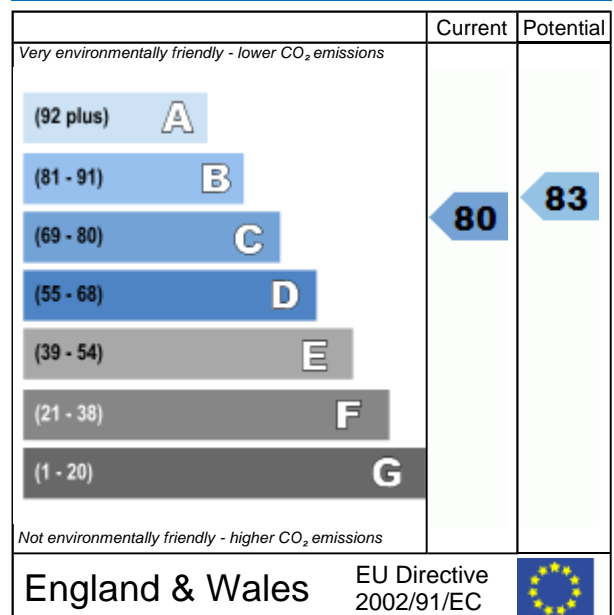 Current Potential
Very environmentally friendly - lower CO₂ emissions
(92 plus) A
(81 - 91) B
(69 - 80) C
(55 - 68) D
(39 - 54) E
(21 - 38) F
(1 - 20) G
80
83
Not environmentally friendly - higher CO₂ emissions
England & Wales
EU Directive
2002/91/EC